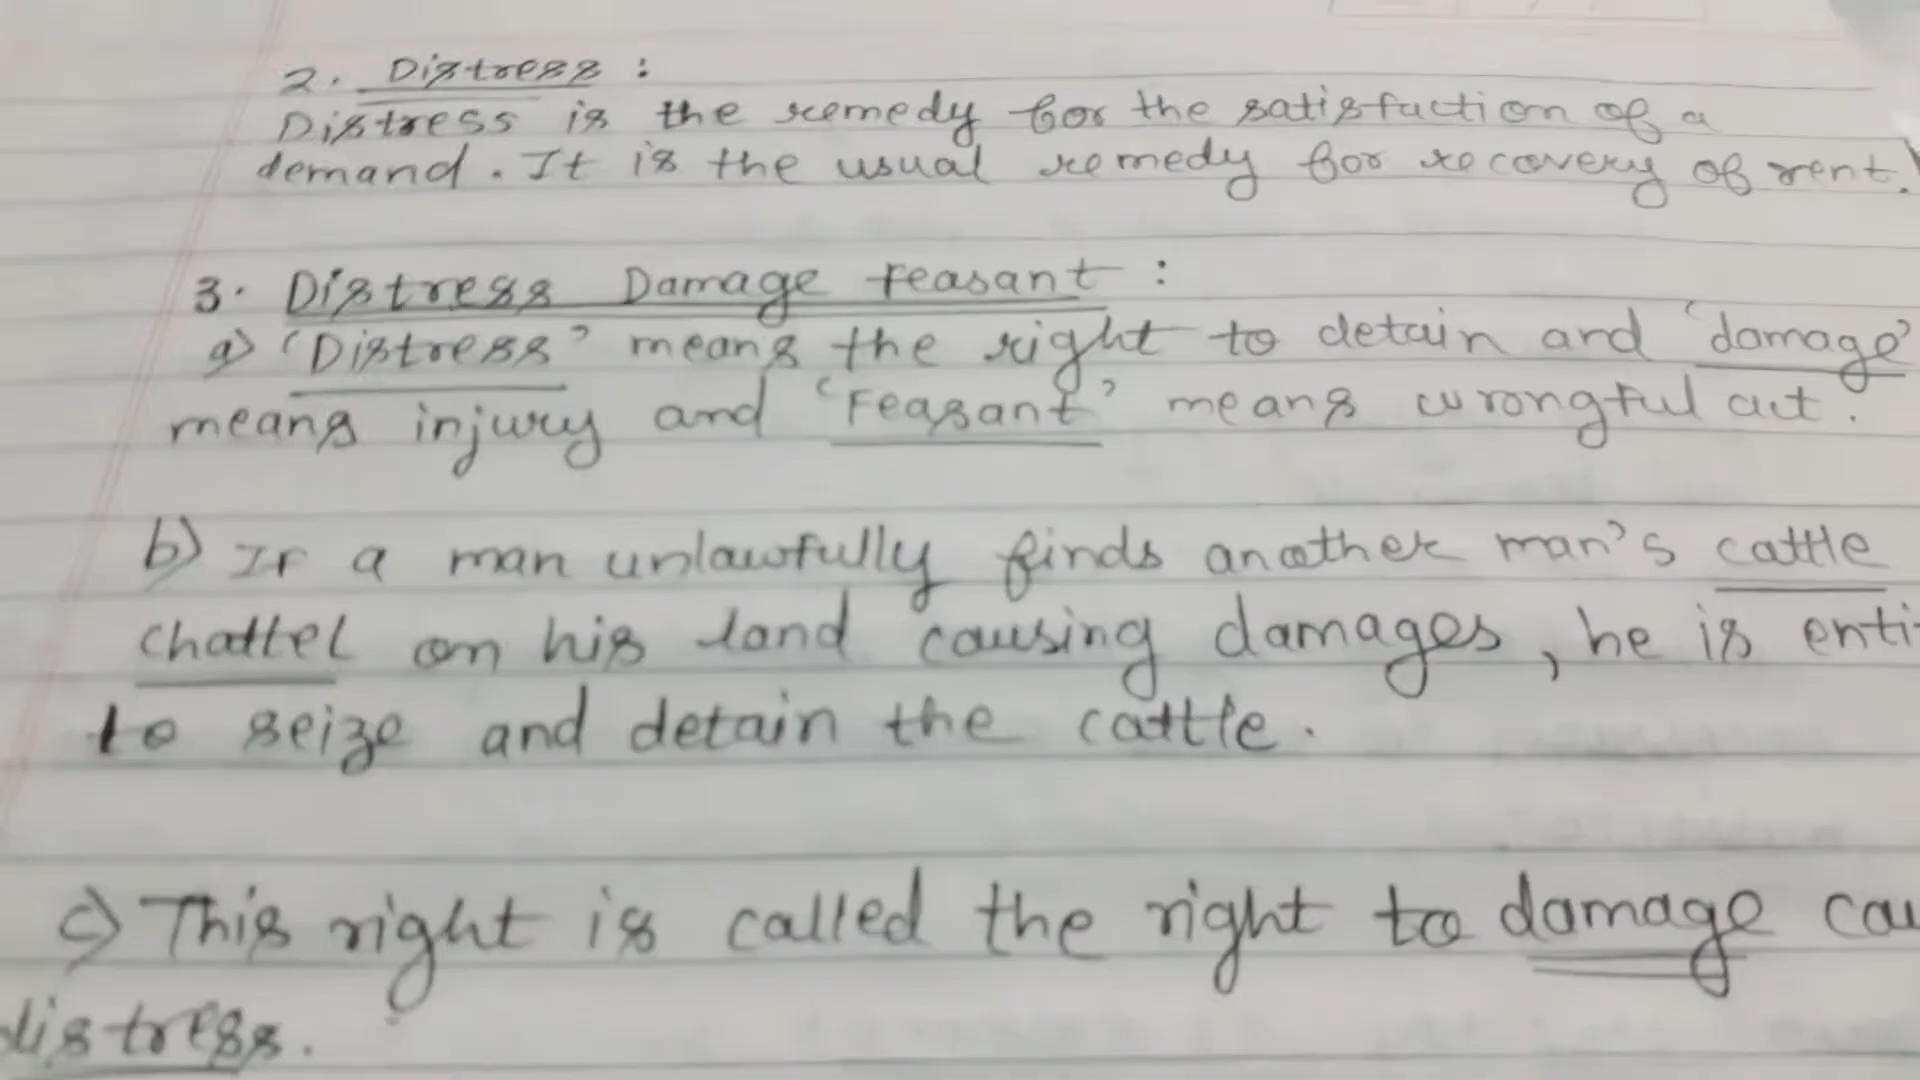 2. Distress :
Distress is the remedy for the satisfaction of a
demand. It is the usual remedy for recovery of rent.
3. Distress Damage feasant :
a) 'Distress' means the right to detain and 'damage'
means injury and 'Feasant' means wrongful act.
b) If a man unlawfully finds another man's cattle
chattel on his land causing damages, he is enti-
to seize and detain the cattle.
c) This right is called the right to damage cau
distress.